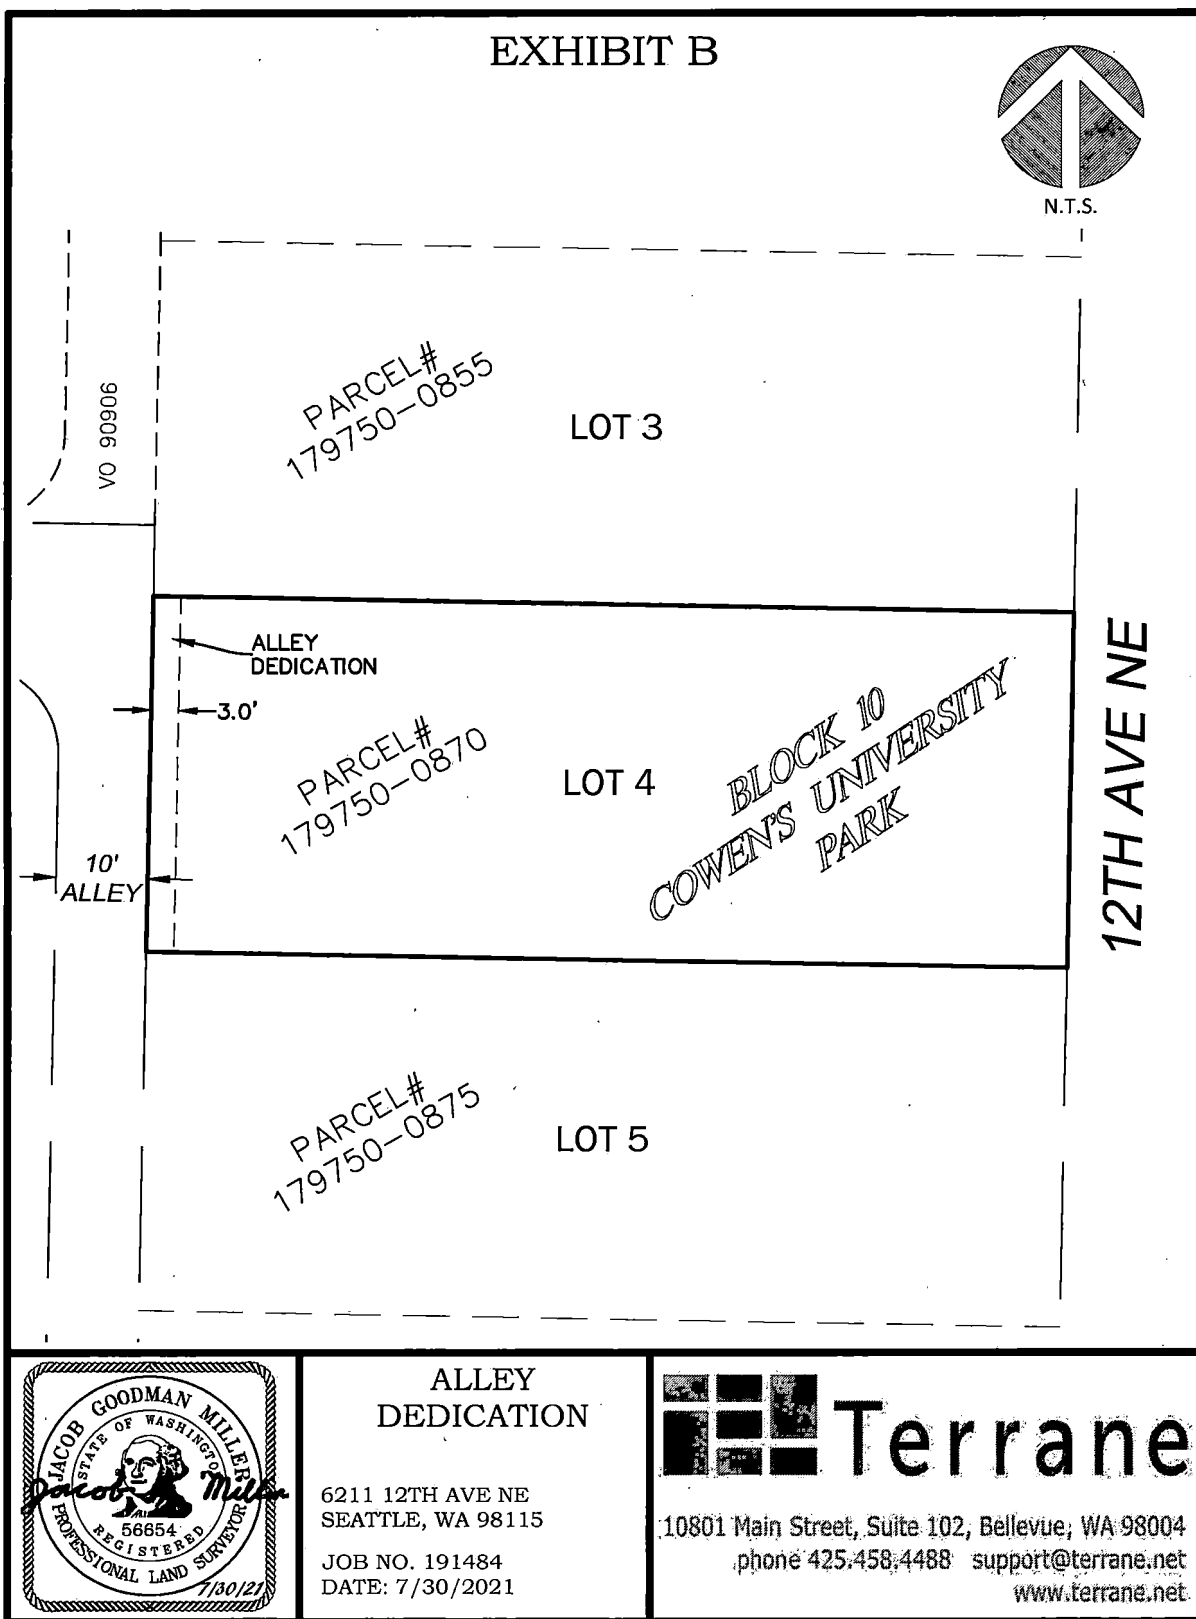 EXHIBIT B
N.T.S.
VO 90906
PARCEL#
179750-0855
LOT 3
ALLEY
DEDICATION
3.0'
PARCEL#
179750-0870
LOT 4
BLOCK 10
COWEN'S UNIVERSITY
PARK
12TH AVE NE
10'
ALLEY
PARCEL#
179750-0875
LOT 5
JACOB GOODMAN MILLER
STATE OF WASHINGTON
Jacob Miller
56654
REGISTERED
PROFESSIONAL LAND SURVEYOR
7/30/21
ALLEY
DEDICATION
6211 12TH AVE NE
SEATTLE, WA 98115
JOB NO. 191484
DATE: 7/30/2021
Terrane
10801 Main Street, Suite 102, Bellevue, WA 98004
phone 425.458.4488 support@terrane.net
www.terrane.net